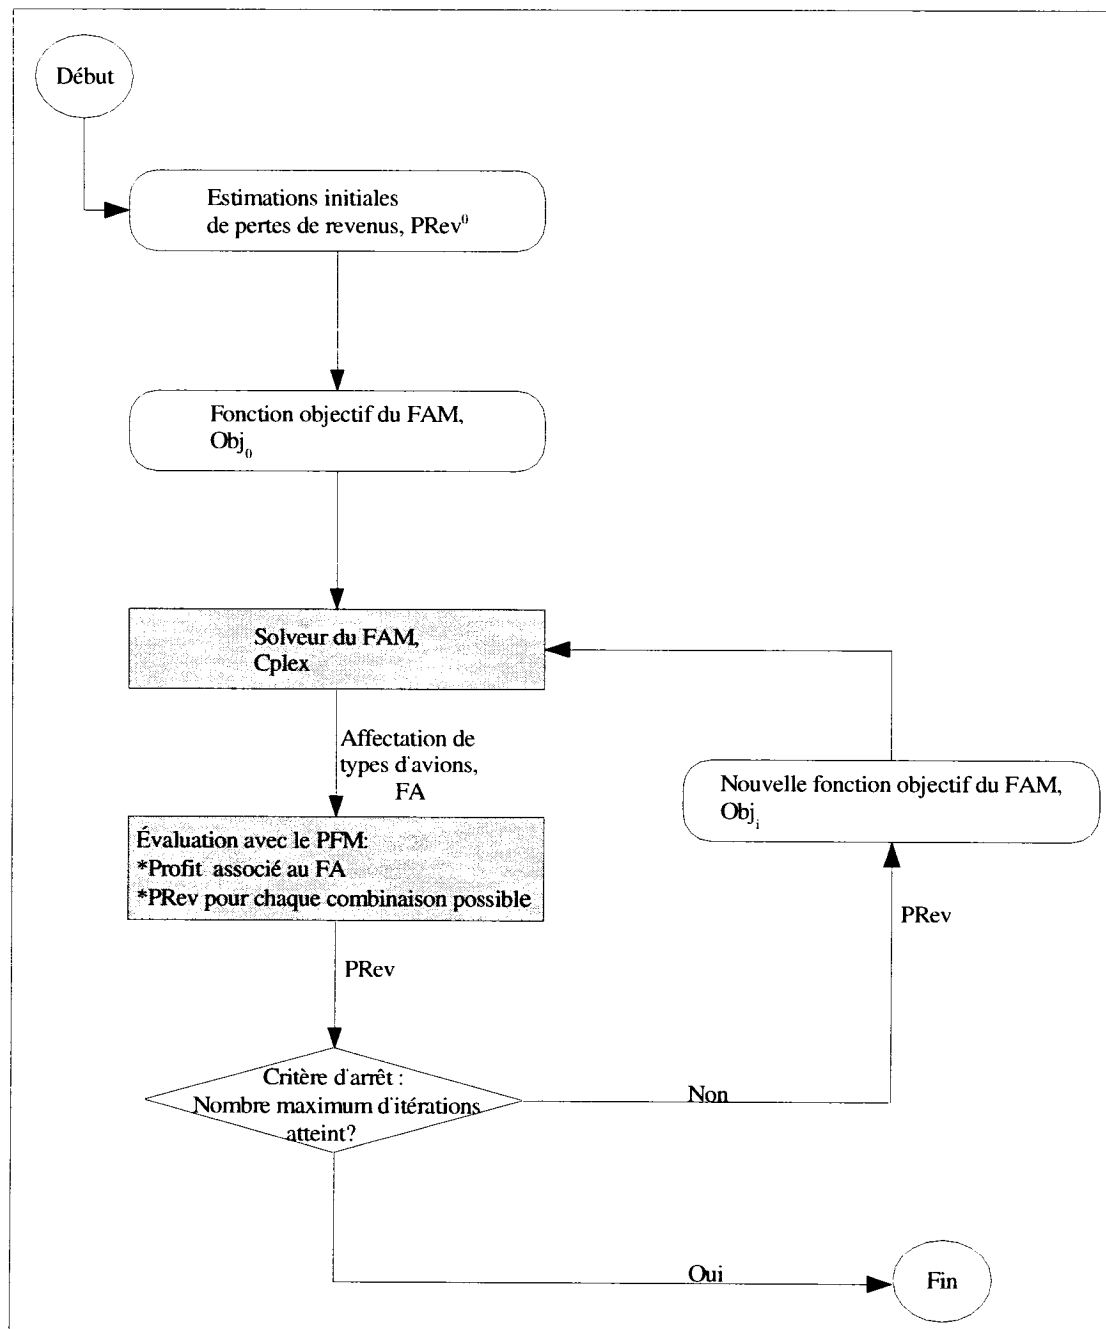 Début
Estimations initiales
de pertes de revenus, PRev⁰
Fonction objectif du FAM,
Obj₀
Solveur du FAM,
Cplex
Affectation de
types d'avions,
FA
Nouvelle fonction objectif du FAM,
Objᵢ
Évaluation avec le PFM:
*Profit associé au FA
*PRev pour chaque combinaison possible
PRev
PRev
Critère d'arrêt :
Nombre maximum d'itérations
atteint?
Non
Oui
Fin